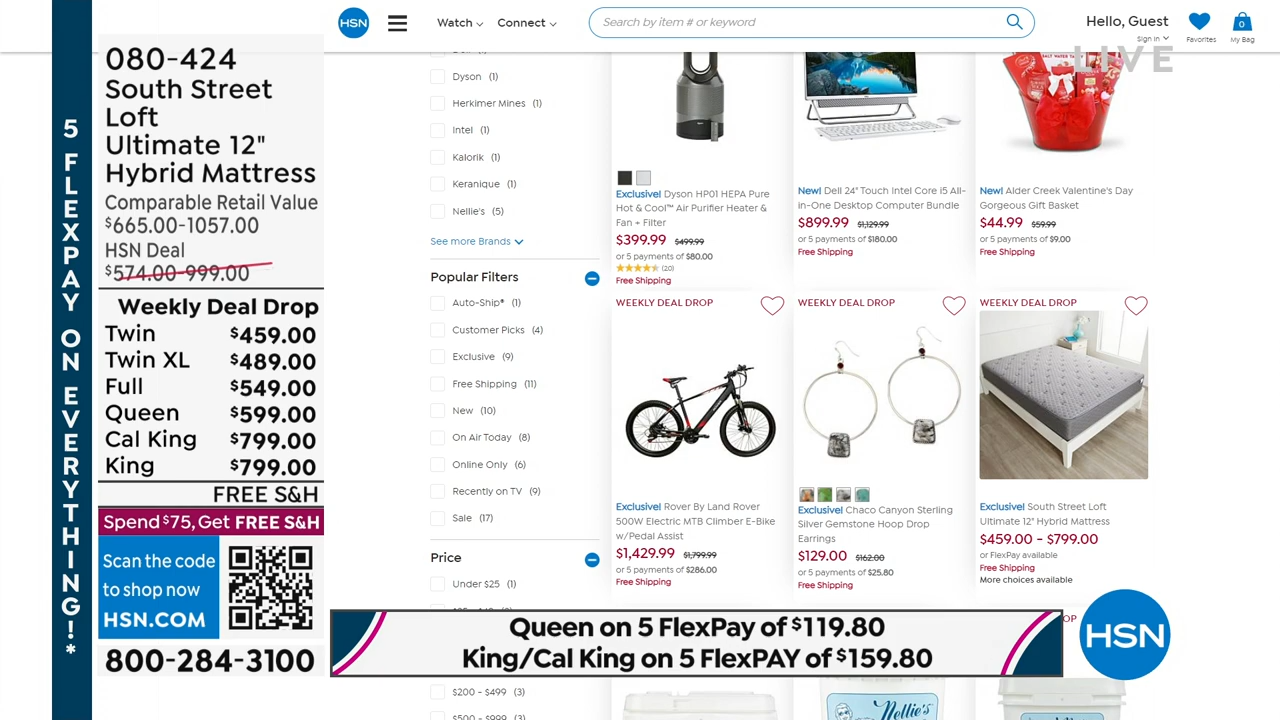 HSN
Watch
Connect
Search by item # or keyword
Hello, Guest
Sign In
Favorites
0
My Bag
LIVE
5 FLEXPAY ON EVERYTHING!*
080-424
South Street
Loft
Ultimate 12"
Hybrid Mattress
Comparable Retail Value
$665.00-1057.00
HSN Deal
$574.00-999.00
Weekly Deal Drop
Twin $459.00
Twin XL $489.00
Full $549.00
Queen $599.00
Cal King $799.00
King $799.00
FREE S&H
Spend $75, Get FREE S&H
Scan the code
to shop now
HSN.COM
800-284-3100
Dyson (1)
Herkimer Mines (1)
Intel (1)
Kalorik (1)
Keranique (1)
Nellie's (5)
See more Brands
Popular Filters
Auto-Ship® (1)
Customer Picks (4)
Exclusive (9)
Free Shipping (11)
New (10)
On Air Today (8)
Online Only (6)
Recently on TV (9)
Sale (17)
Price
Under $25 (1)
$200 - $499 (3)
$500 - $999 (3)
Exclusive! Dyson HP01 HEPA Pure
Hot & Cool™ Air Purifier Heater &
Fan + Filter
$399.99 $499.99
or 5 payments of $80.00
(20)
Free Shipping
New! Dell 24" Touch Intel Core i5 All-
in-One Desktop Computer Bundle
$899.99 $1,129.99
or 5 payments of $180.00
Free Shipping
New! Alder Creek Valentine's Day
Gorgeous Gift Basket
$44.99 $59.99
or 5 payments of $9.00
Free Shipping
WEEKLY DEAL DROP
Exclusive! Rover By Land Rover
500W Electric MTB Climber E-Bike
w/Pedal Assist
$1,429.99 $1,799.99
or 5 payments of $286.00
Free Shipping
WEEKLY DEAL DROP
Exclusive! Chaco Canyon Sterling
Silver Gemstone Hoop Drop
Earrings
$129.00 $162.00
or 5 payments of $25.80
Free Shipping
WEEKLY DEAL DROP
Exclusive! South Street Loft
Ultimate 12" Hybrid Mattress
$459.00 - $799.00
or FlexPay available
Free Shipping
More choices available
Queen on 5 FlexPay of $119.80
King/Cal King on 5 FlexPAY of $159.80
HSN
Nellie's